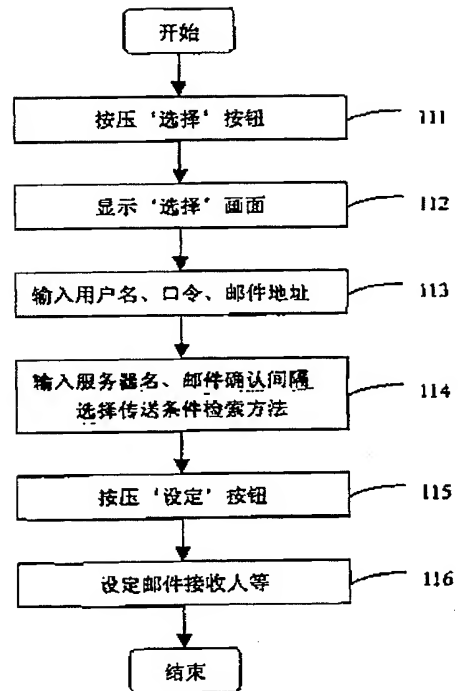 开始
按压‘选择‘按钮
111
显示‘选择‘画面
112
输入用户名、口令、邮件地址
113
输入服务器名、邮件确认间隔
选择传送条件检索方法
114
按压‘设定‘按钮
115
设定邮件接收人等
116
结束